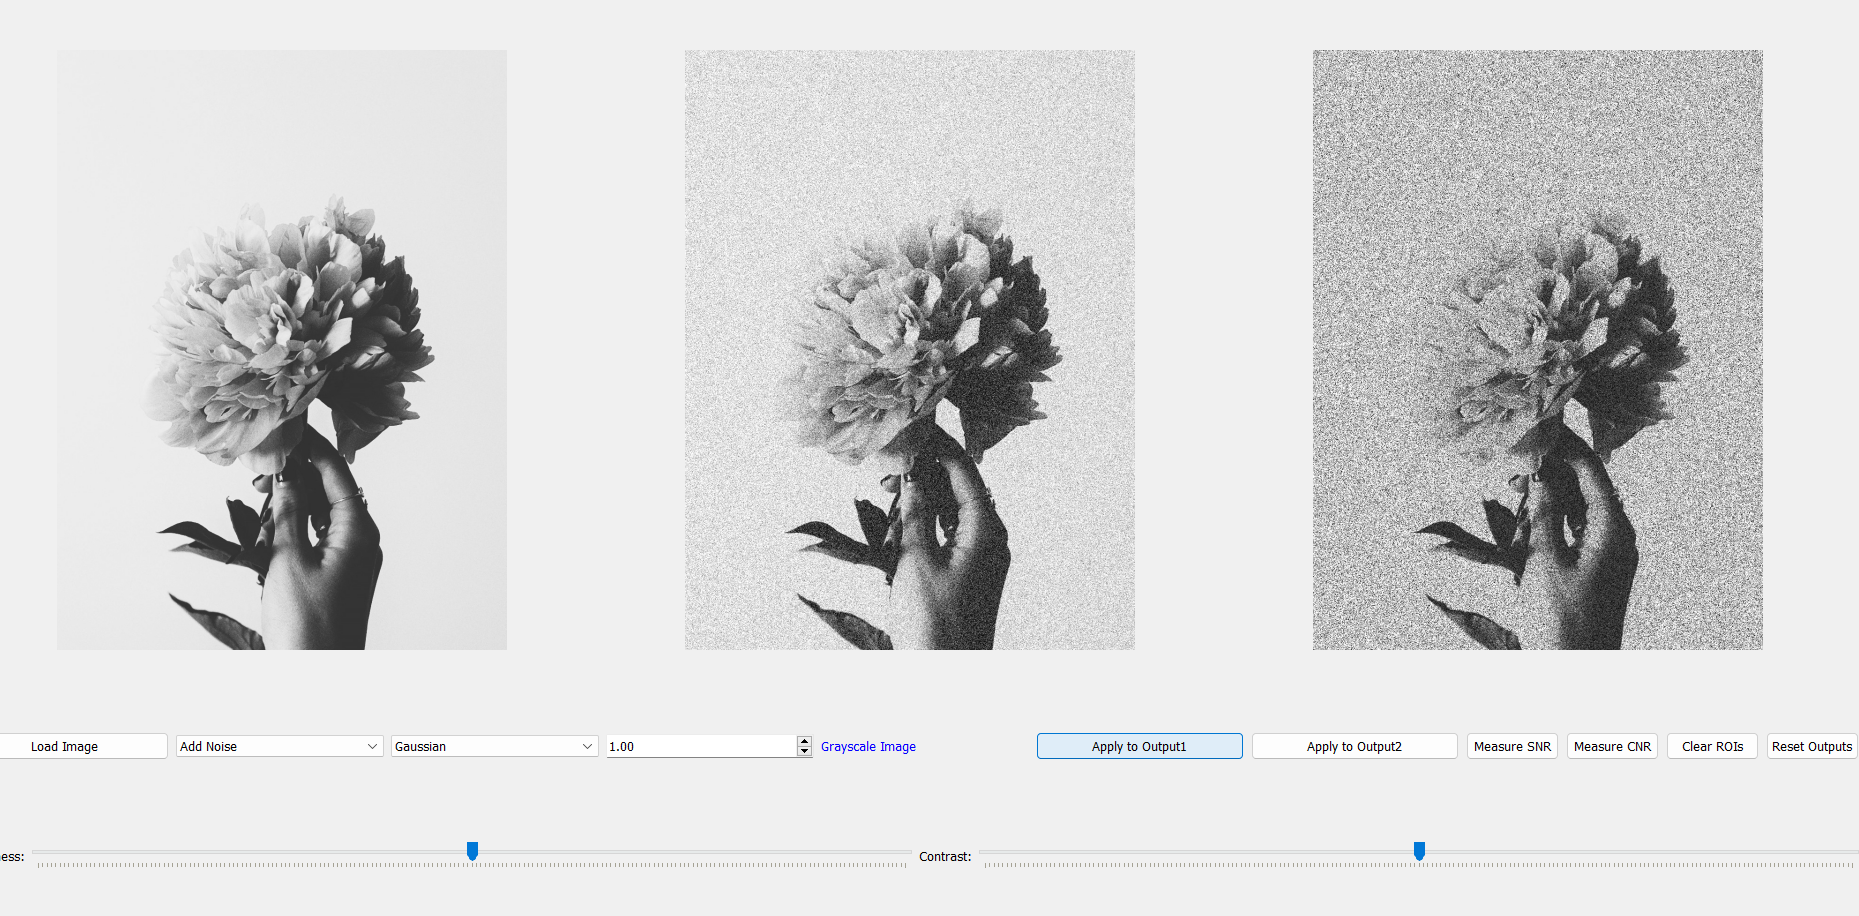 Load Image
Add Noise
Gaussian
1.00
Grayscale Image
Apply to Output1
Apply to Output2
Measure SNR
Measure CNR
Clear ROIs
Reset Outputs
ess:
Contrast: